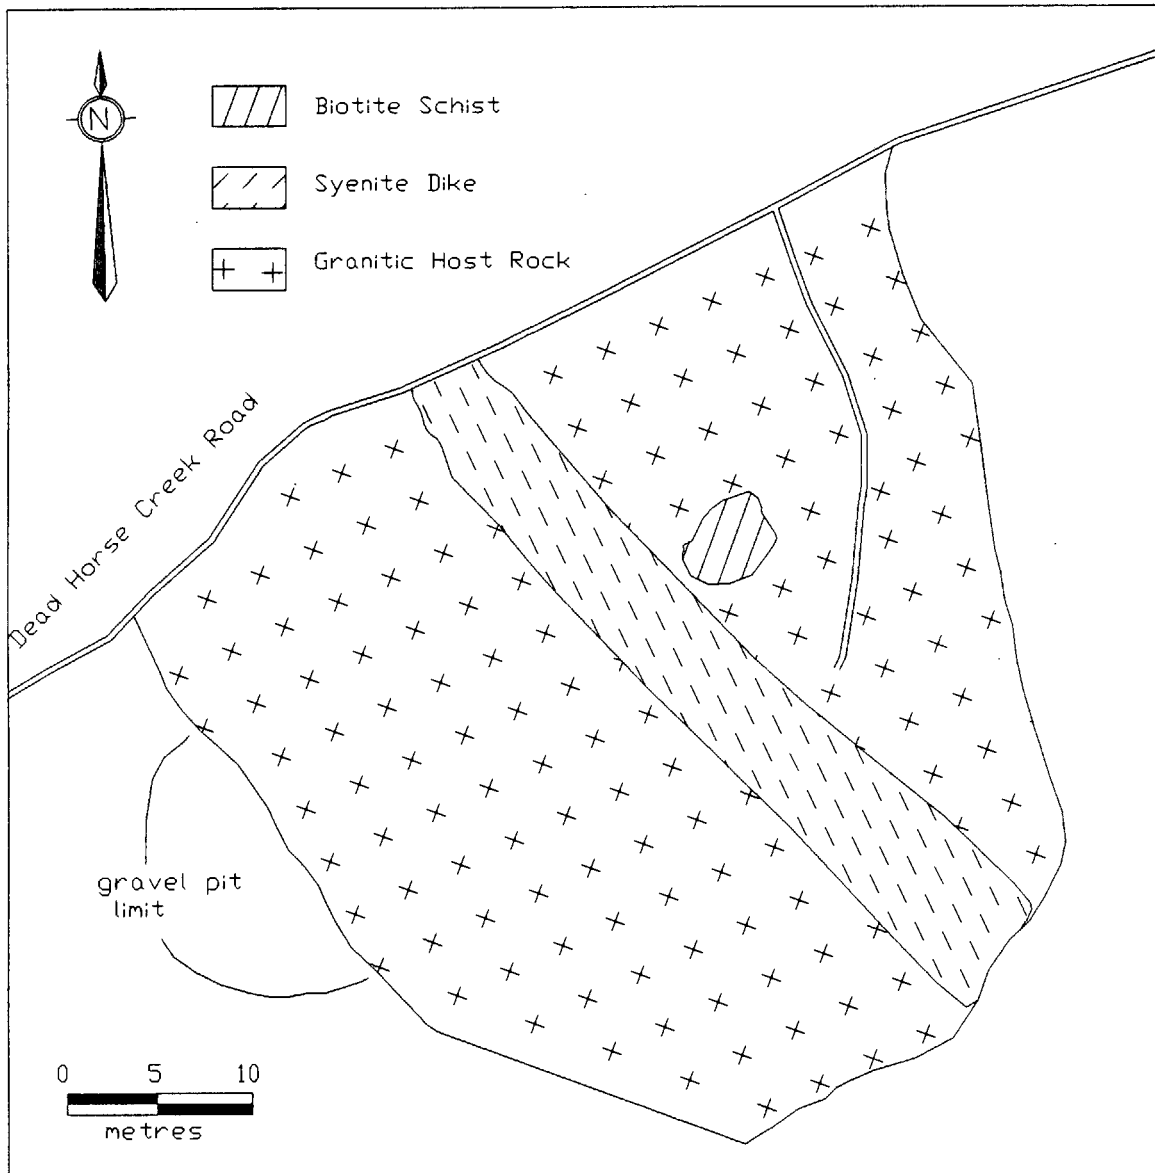 N
Biotite Schist
Syenite Dike
Granitic Host Rock
Dead Horse Creek Road
gravel pit
limit
0 5 10
metres